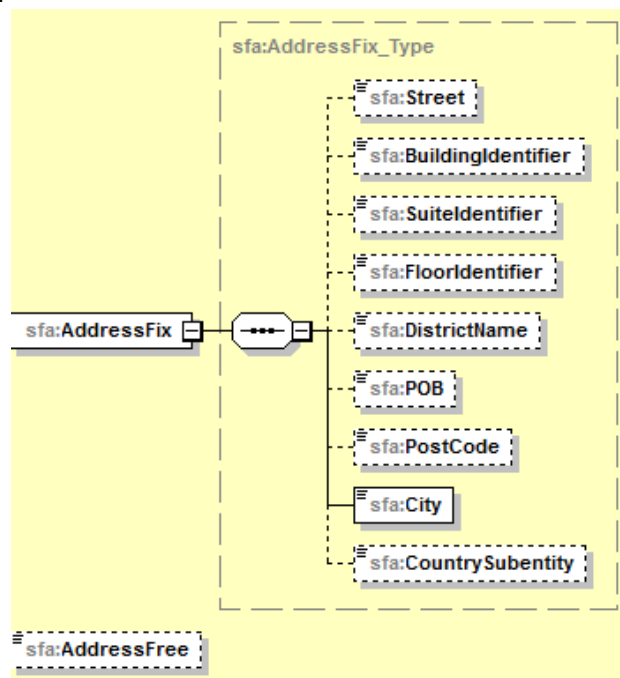 sfa:AddressFix_Type
sfa:Street
sfa:BuildingIdentifier
sfa:SuiteIdentifier
sfa:FloorIdentifier
sfa:AddressFix
sfa:DistrictName
sfa:POB
sfa:PostCode
sfa:City
sfa:CountrySubentity
sfa:AddressFree